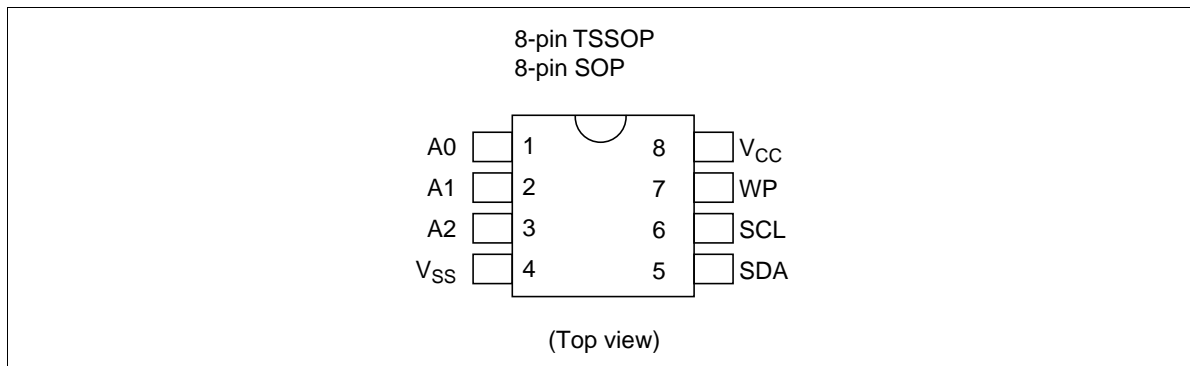 8-pin TSSOP
8-pin SOP
A0 1 8 VCC
A1 2 7 WP
A2 3 6 SCL
VSS 4 5 SDA
(Top view)